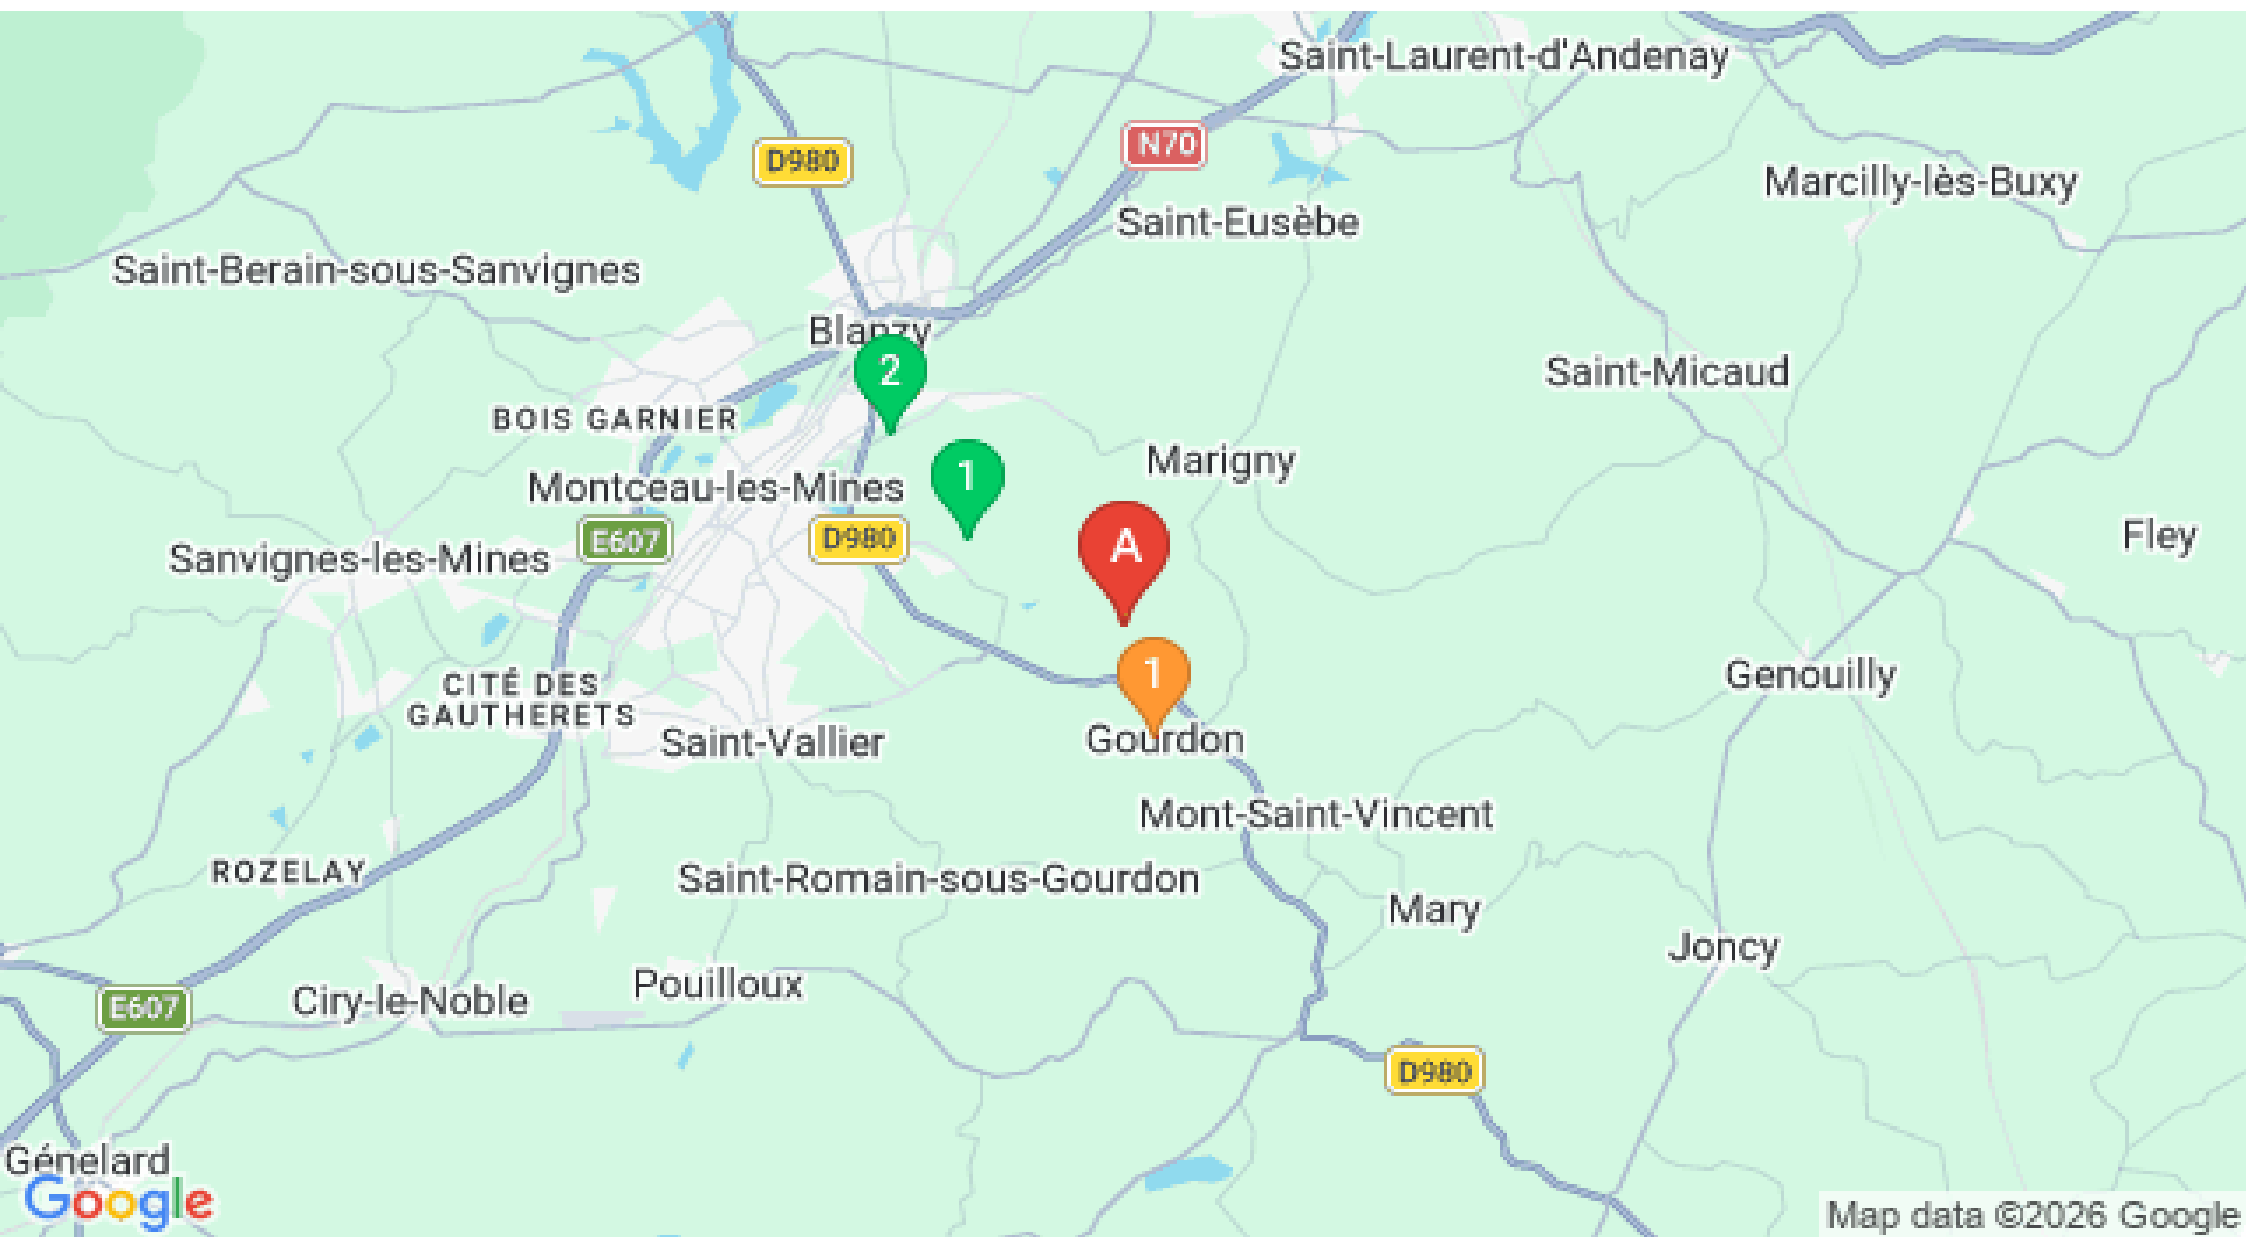 Saint-Laurent-d'Andenay
N70
D980
Marcilly-lès-Buxy
Saint-Eusèbe
Saint-Berain-sous-Sanvignes
Blanzy
2
Saint-Micaud
BOIS GARNIER
Marigny
1
Montceau-les-Mines
E607
D980
A
Fley
Sanvignes-les-Mines
1
Genouilly
CITÉ DES
GAUTHERETS
Saint-Vallier
Gourdon
Mont-Saint-Vincent
ROZELAY
Saint-Romain-sous-Gourdon
Mary
Joncy
Pouilloux
Ciry-le-Noble
E607
D980
Génelard
Google
Map data ©2026 Google